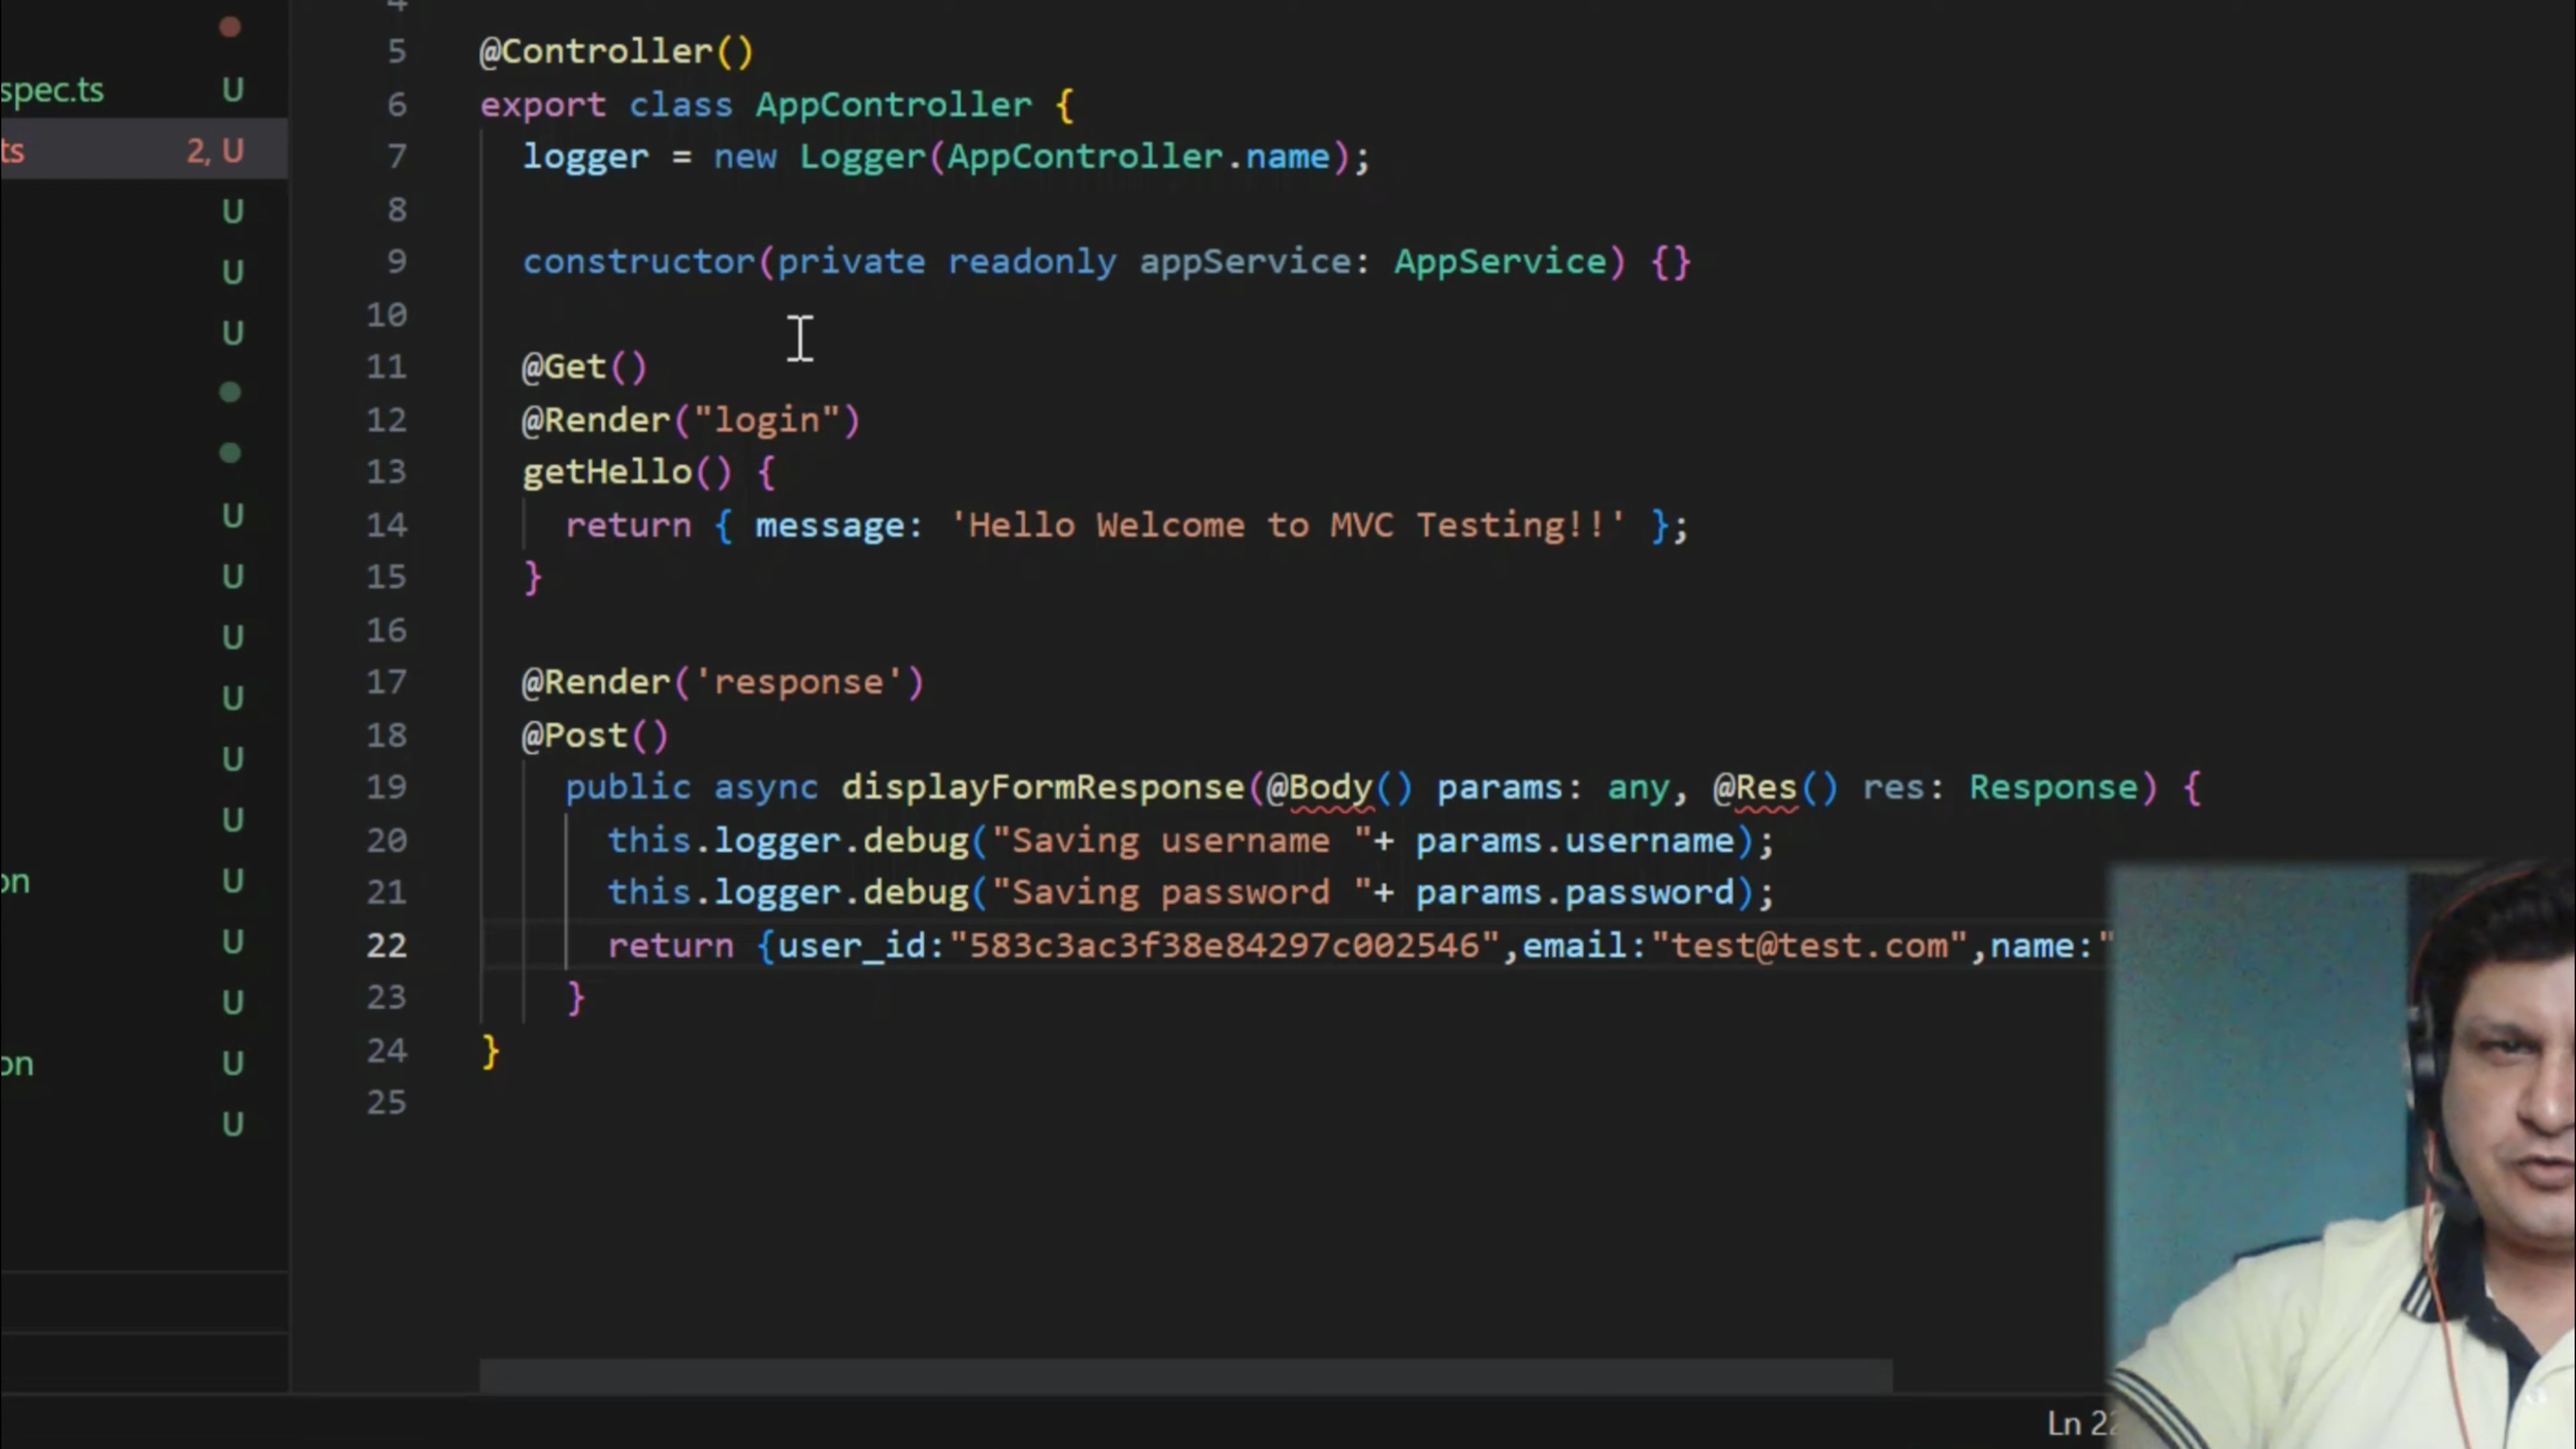 4
spec.ts U
ts 2, U
U
U
U
U
U
U
U
U
U
on U
U
U
on U
U
5 @Controller()
6 export class AppController {
7 logger = new Logger(AppController.name);
8
9 constructor(private readonly appService: AppService) {}
10
11 @Get()
12 @Render("login")
13 getHello() {
14 return { message: 'Hello Welcome to MVC Testing!!' };
15 }
16
17 @Render('response')
18 @Post()
19 public async displayFormResponse(@Body() params: any, @Res() res: Response) {
20 this.logger.debug("Saving username "+ params.username);
21 this.logger.debug("Saving password "+ params.password);
22 return {user_id:"583c3ac3f38e84297c002546",email:"test@test.com",name:"
23 }
24 }
25
Ln 22